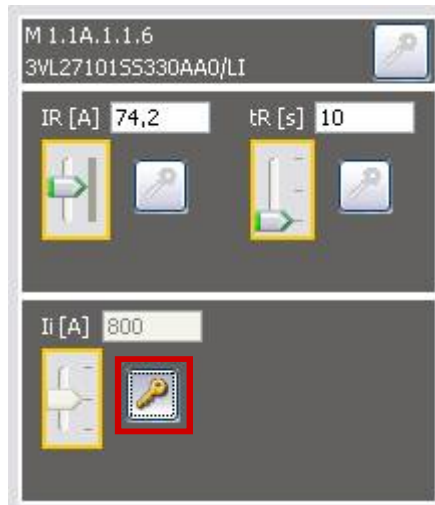 M 1.1A.1.1.6
3VL27101SS330AA0/LI
IR [A] 74,2 tR [s] 10
Ii [A] 800